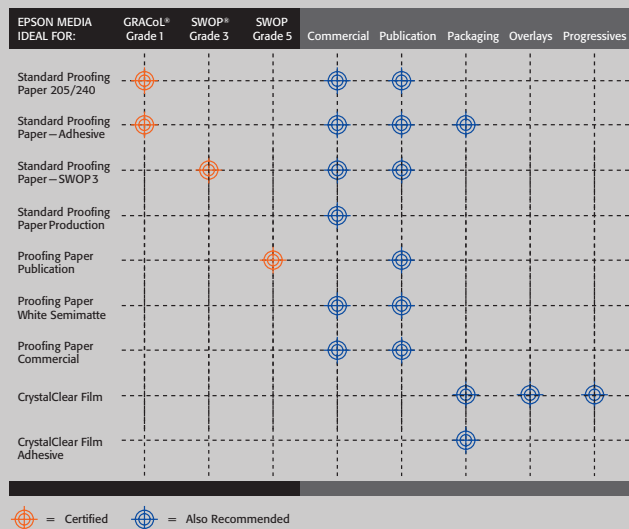 EPSON MEDIA
IDEAL FOR:
GRACoL®
Grade 1
SWOP®
Grade 3
SWOP
Grade 5
Commercial
Publication
Packaging
Overlays
Progressives
Standard Proofing
Paper 205/240
Standard Proofing
Paper – Adhesive
Standard Proofing
Paper – SWOP3
Standard Proofing
Paper Production
Proofing Paper
Publication
Proofing Paper
White Semimatte
Proofing Paper
Commercial
CrystalClear Film
CrystalClear Film
Adhesive
= Certified
= Also Recommended